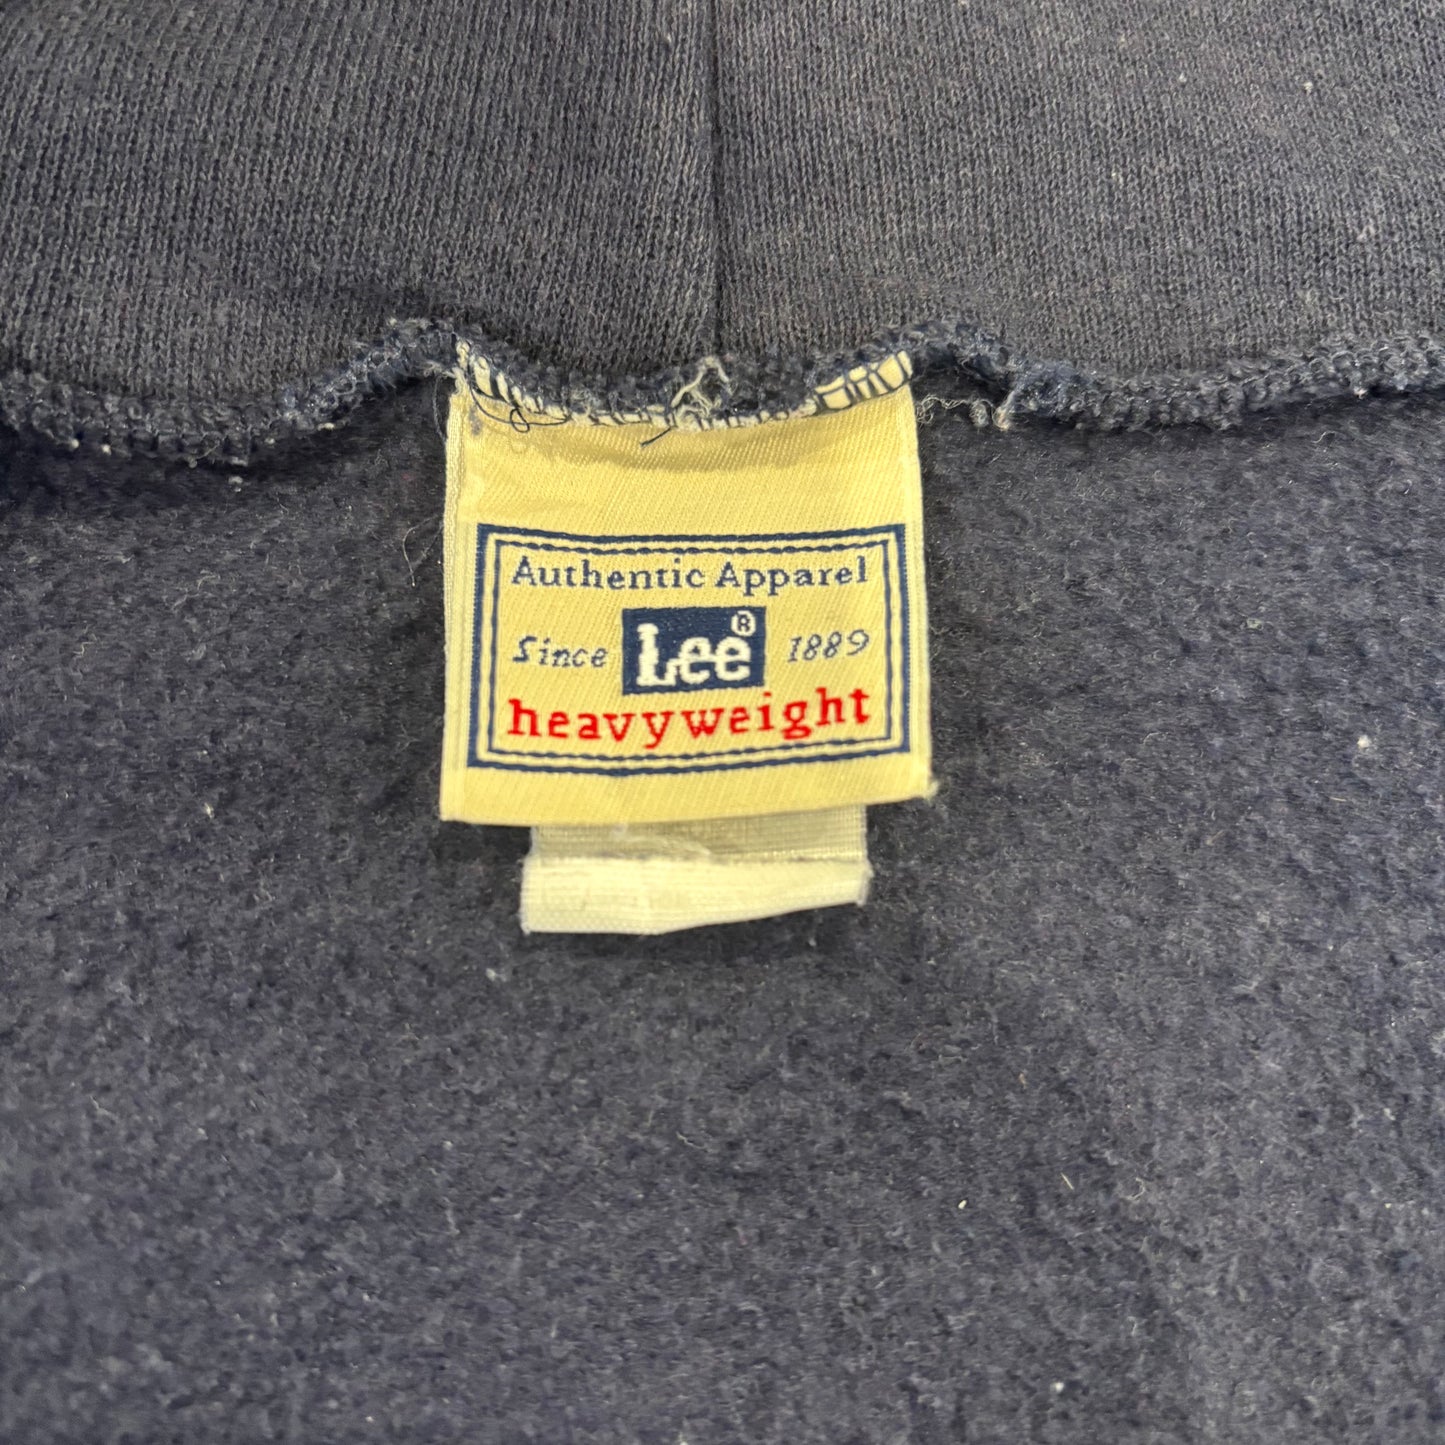 Authentic Apparel
Since Lee® 1889
heavyweight